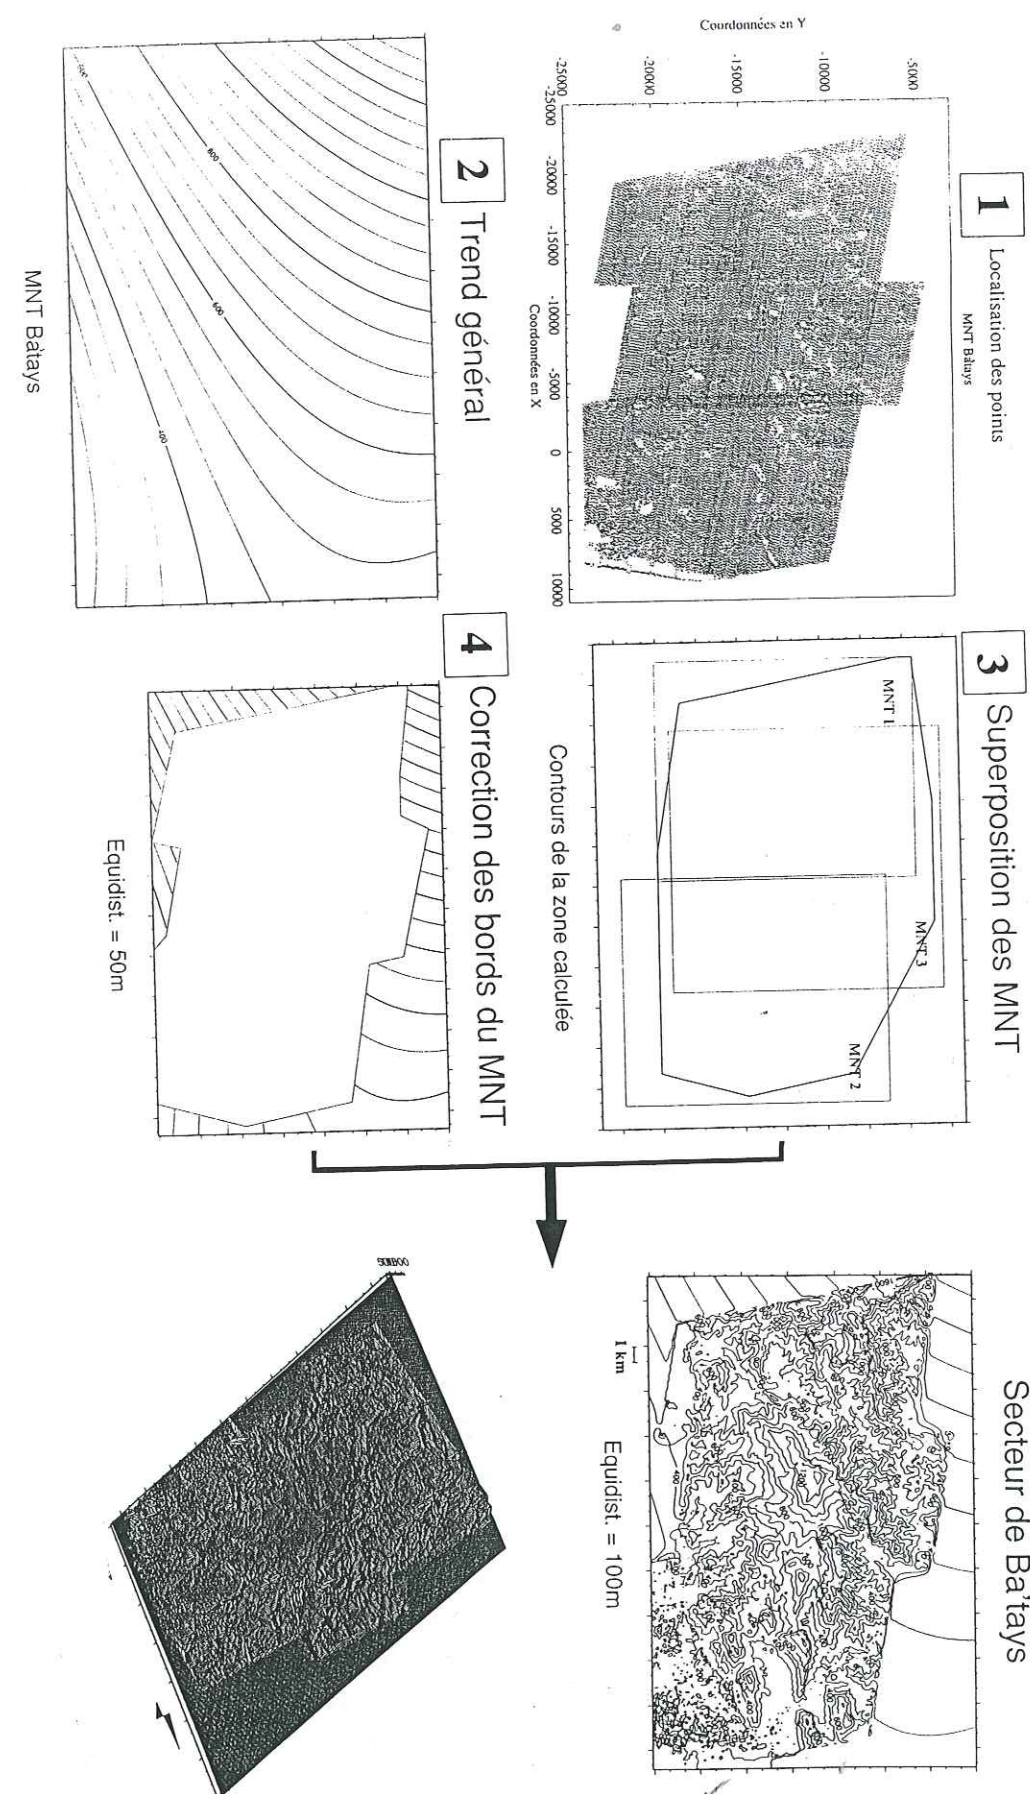 1 Localisation des points
MNT Ba'tays
Coordonnées en Y
-5000
-10000
-15000
-20000
-25000
-25000 -20000 -15000 -10000 -5000 0 5000 10000
Coordonnées en X
2 Trend général
800
600
400
MNT Ba'tays
3 Superposition des MNT
MNT 1
MNT 3
MNT 2
Contours de la zone calculée
4 Correction des bords du MNT
Equidist. = 50m
Secteur de Ba'tays
1600
1 km
Equidist. = 100m